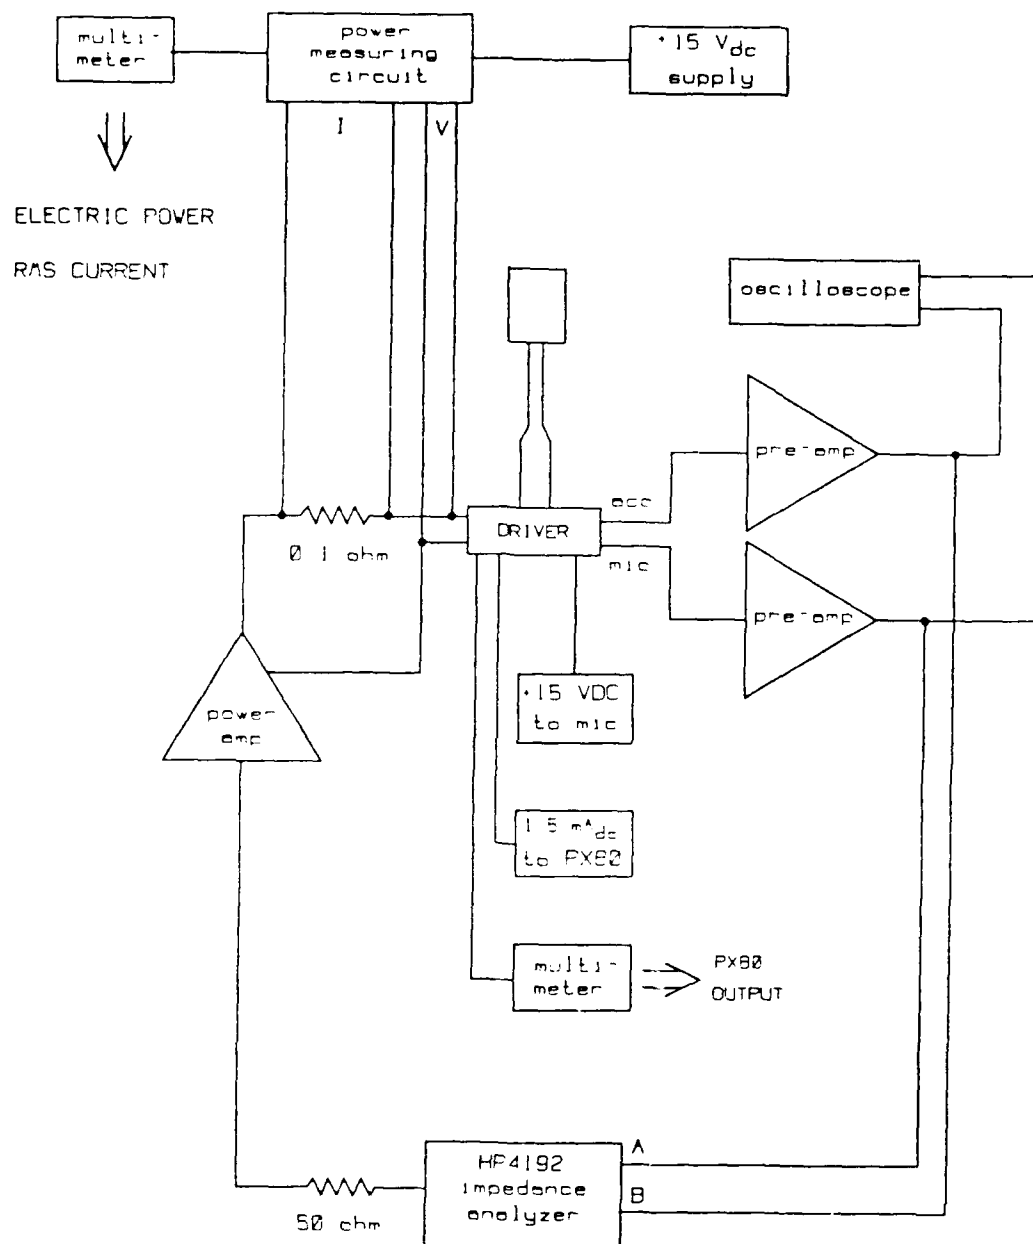 multi-
meter
power
measuring
circuit
+15 Vdc
supply
I
V
ELECTRIC POWER
RMS CURRENT
oscilloscope
pre-amp
acc
DRIVER
0.1 ohm
mic
pre-amp
+15 VDC
to mic
power
amp
1.5 mAdc
to PX80
multi-
meter
PX80
OUTPUT
A
HP4192
impedance
analyzer
B
50 ohm